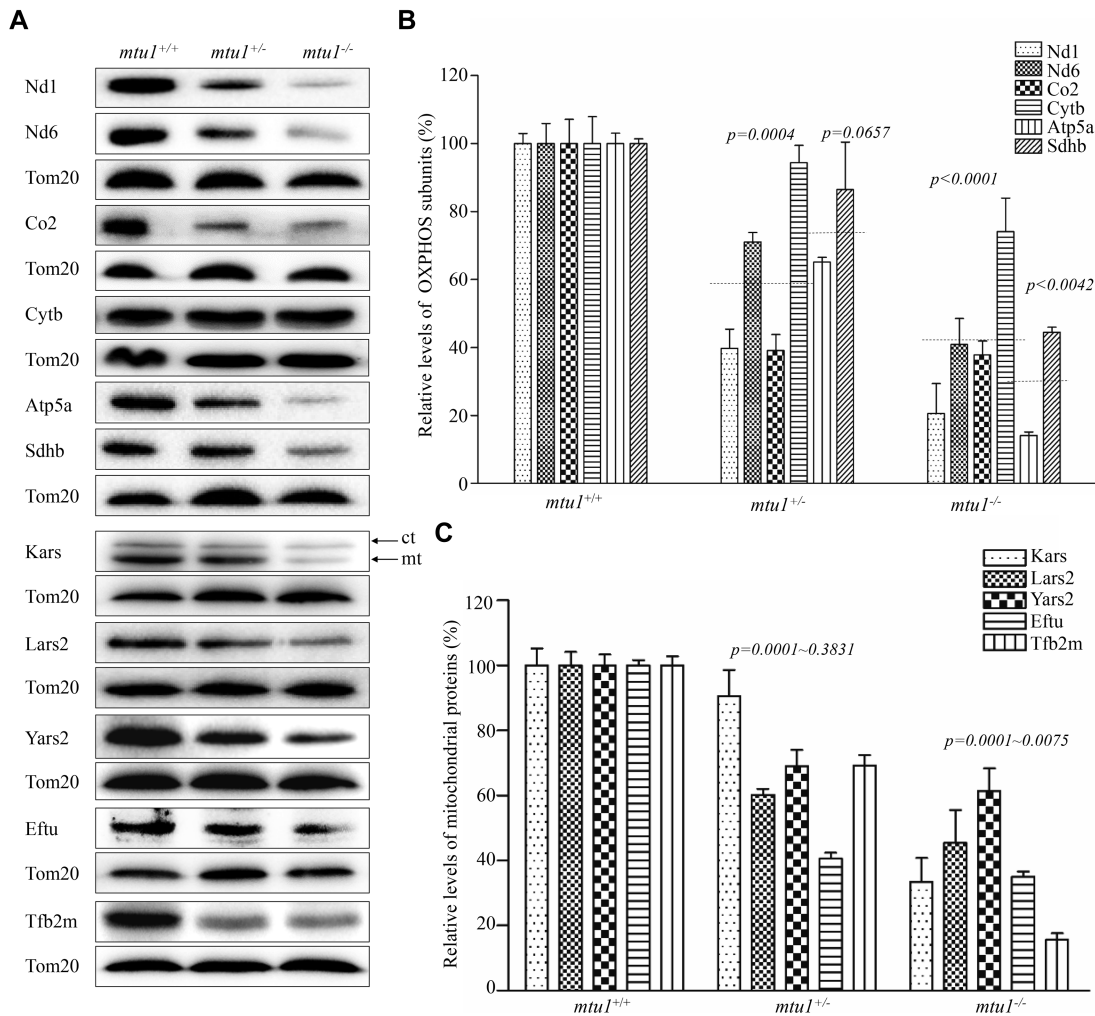 A
mtu1+/+ mtu1+/- mtu1-/-
Nd1
Nd6
Tom20
Co2
Tom20
Cytb
Tom20
Atp5a
Sdhb
Tom20
Kars
ct
mt
Tom20
Lars2
Tom20
Yars2
Tom20
Eftu
Tom20
Tfb2m
Tom20
B
Nd1
Nd6
Co2
Cytb
Atp5a
Sdhb
Relative levels of OXPHOS subunits (%)
120
100
80
60
40
20
0
p=0.0004
p=0.0657
p<0.0001
p<0.0042
mtu1+/+ mtu1+/- mtu1-/-
C
Kars
Lars2
Yars2
Eftu
Tfb2m
Relative levels of mitochondrial proteins (%)
120
100
80
60
40
20
0
p=0.0001~0.3831
p=0.0001~0.0075
mtu1+/+ mtu1+/- mtu1-/-